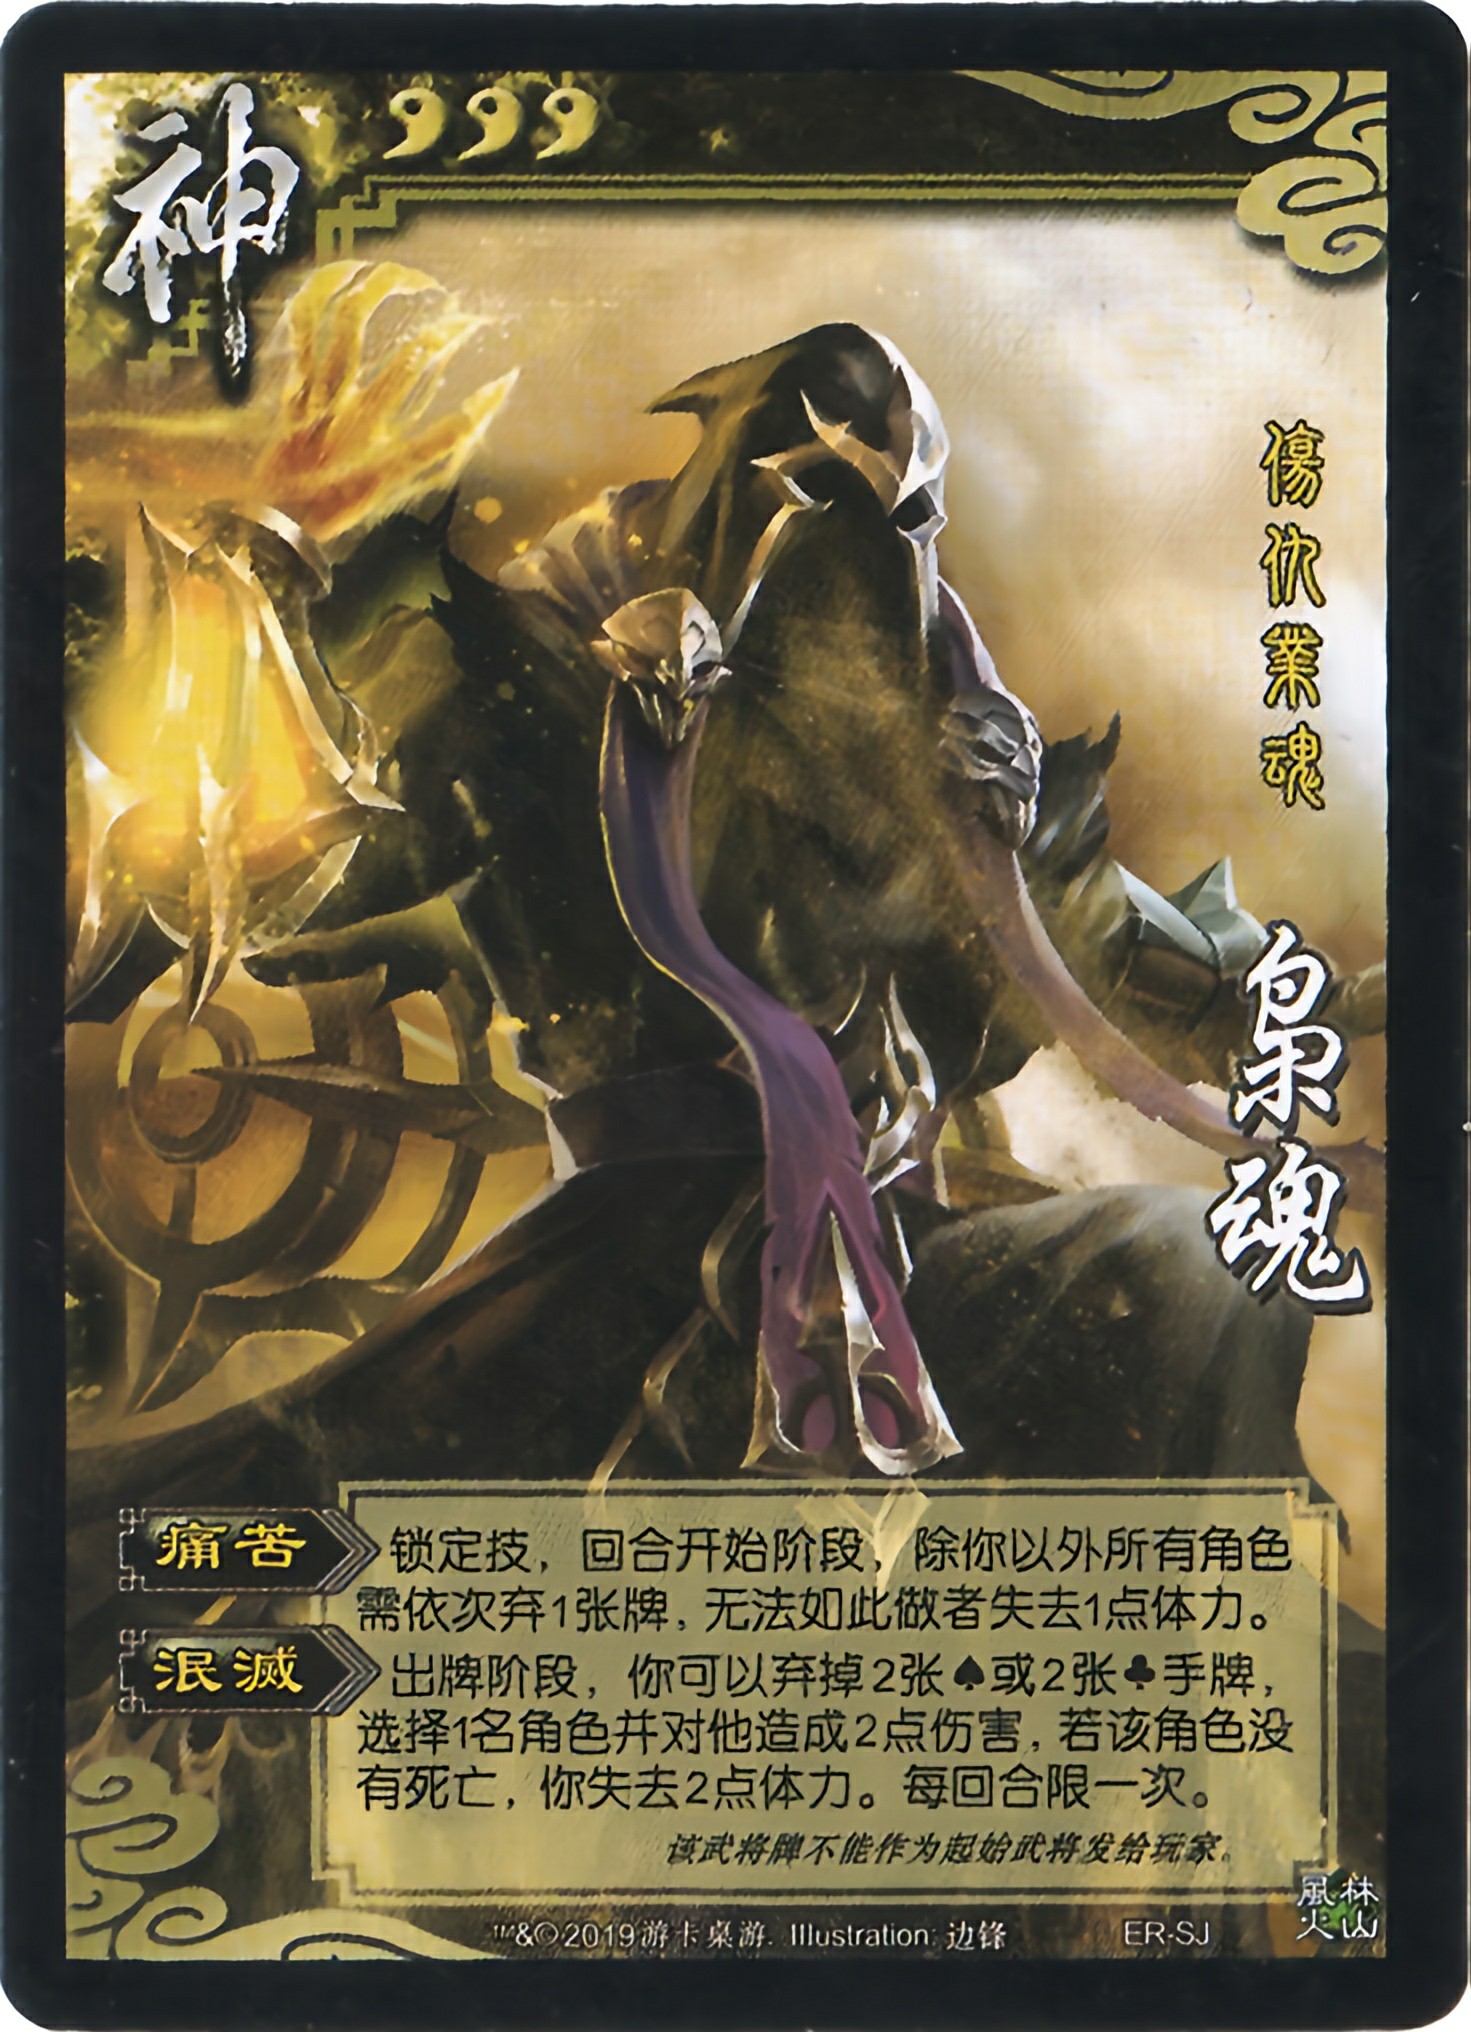 神
傷仇業魂
枭魂
痛苦
锁定技，回合开始阶段，除你以外所有角色
需依次弃1张牌，无法如此做者失去1点体力。
泯滅
出牌阶段，你可以弃掉2张♠或2张♣手牌，
选择1名角色并对他造成2点伤害，若该角色没
有死亡，你失去2点体力。每回合限一次。
该武将牌不能作为起始武将发给玩家。
™&©2019游卡桌游. Illustration: 边锋
ER-SJ
風林
火山